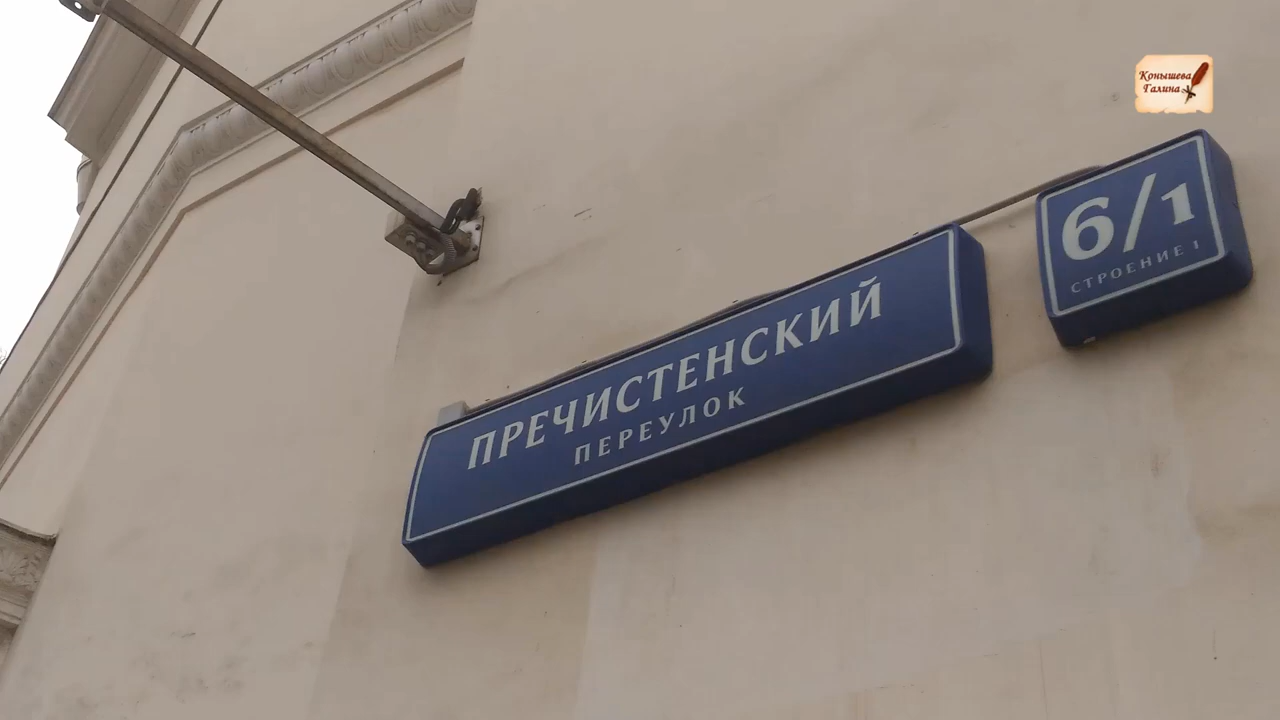 Конышева
Галина
ПРЕЧИСТЕНСКИЙ
ПЕРЕУЛОК
6/1
СТРОЕНИЕ 1